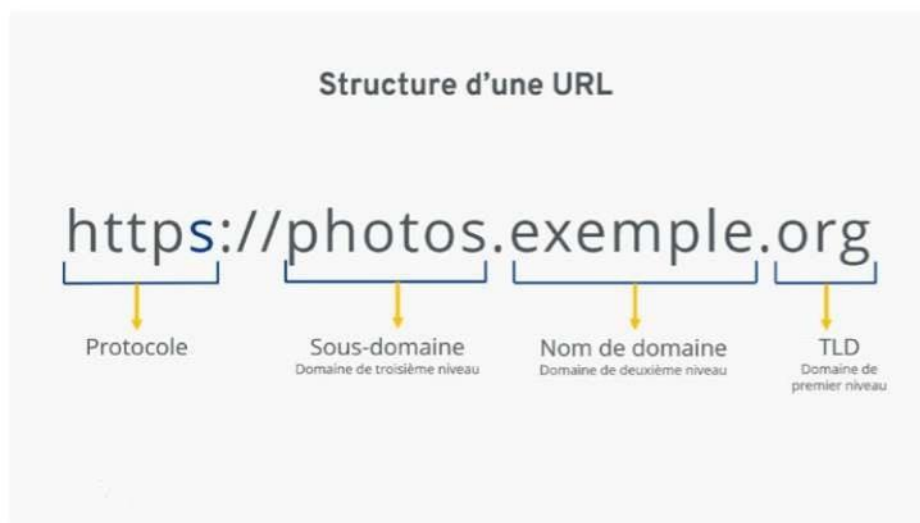 Structure d'une URL
https://photos.exemple.org
Protocole
Sous-domaine
Domaine de troisième niveau
Nom de domaine
Domaine de deuxième niveau
TLD
Domaine de
premier niveau